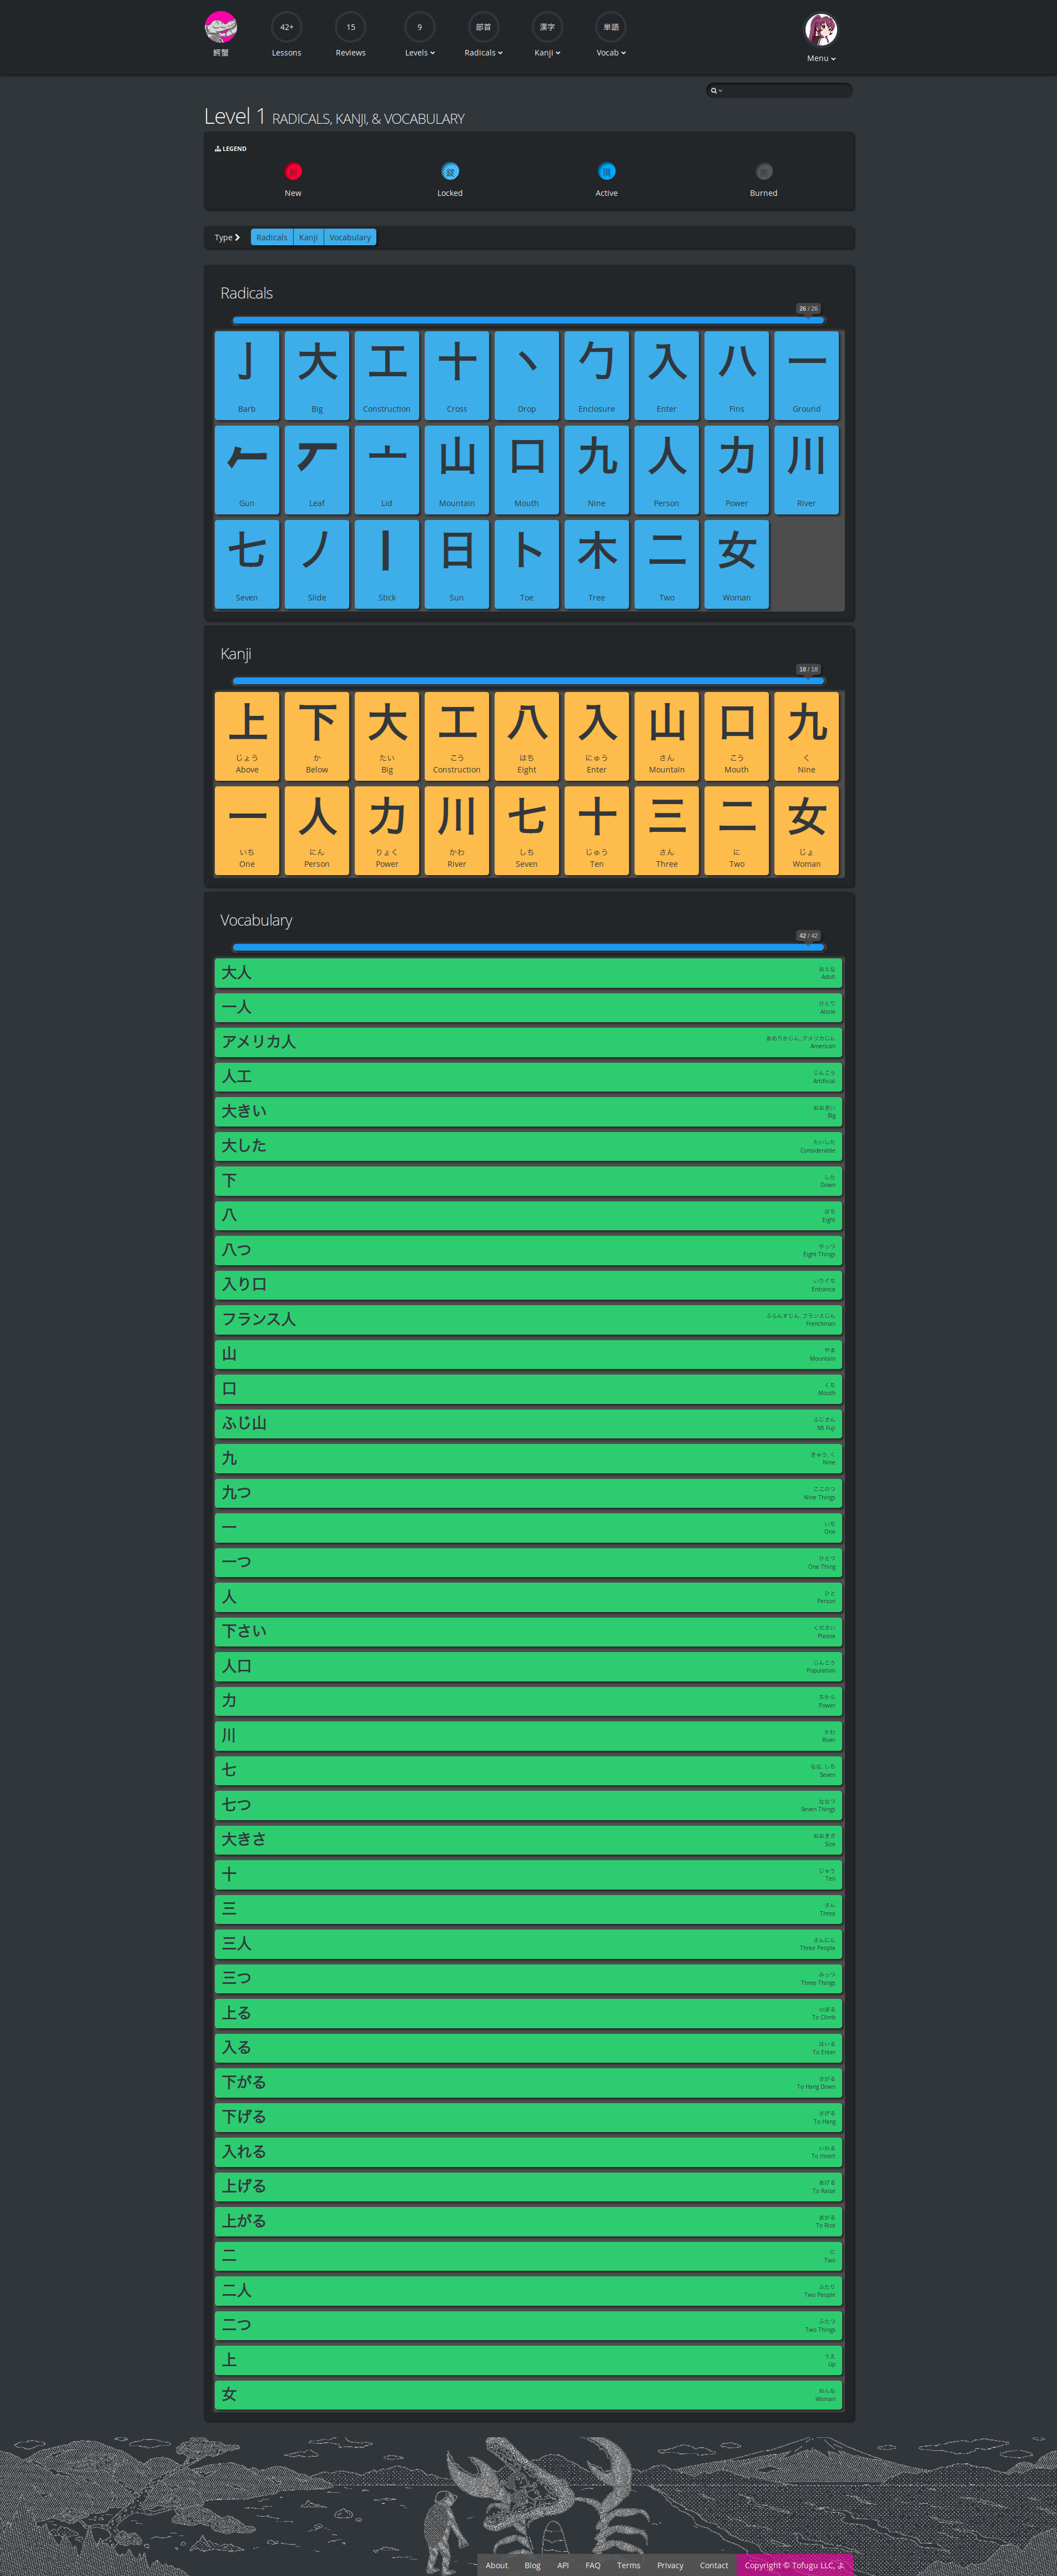 42+ 15 9 部首 漢字 単語
鰐蟹 Lessons Reviews Levels Radicals Kanji Vocab Menu
Level 1 RADICALS, KANJI, & VOCABULARY
LEGEND
New Locked Active Burned
Type Radicals Kanji Vocabulary
Radicals
26 / 26
亅 大 工 十 丶 勹 入 八 一
Barb Big Construction Cross Drop Enclosure Enter Fins Ground
亠 山 口 九 人 力 川
Gun Leaf Lid Mountain Mouth Nine Person Power River
七 ノ 丨 日 ト 木 二 女
Seven Slide Stick Sun Toe Tree Two Woman
Kanji
18 / 18
上 下 大 工 八 入 山 口 九
じょう か たい こう はち にゅう さん こう く
Above Below Big Construction Eight Enter Mountain Mouth Nine
一 人 力 川 七 十 三 二 女
いち にん りょく かわ しち じゅう さん に じょ
One Person Power River Seven Ten Three Two Woman
Vocabulary
42 / 42
大人 おとな
Adult
一人 ひとり
Alone
アメリカ人 あめりかじん, アメリカじん
American
人工 じんこう
Artificial
大きい おおきい
Big
大した たいした
Considerable
下 した
Down
八 はち
Eight
八つ やっつ
Eight Things
入り口 いりぐち
Entrance
フランス人 ふらんすじん, フランスじん
Frenchman
山 やま
Mountain
口 くち
Mouth
ふじ山 ふじさん
Mt Fuji
九 きゅう, く
Nine
九つ ここのつ
Nine Things
一 いち
One
一つ ひとつ
One Thing
人 ひと
Person
下さい ください
Please
人口 じんこう
Population
力 ちから
Power
川 かわ
River
七 なな, しち
Seven
七つ ななつ
Seven Things
大きさ おおきさ
Size
十 じゅう
Ten
三 さん
Three
三人 さんにん
Three People
三つ みっつ
Three Things
上る のぼる
To Climb
入る はいる
To Enter
下がる さがる
To Hang Down
下げる さげる
To Hang
入れる いれる
To Insert
上げる あげる
To Raise
上がる あがる
To Rise
二 に
Two
二人 ふたり
Two People
二つ ふたつ
Two Things
上 うえ
Up
女 おんな
Woman
About Blog API FAQ Terms Privacy Contact Copyright © Tofugu LLC, よ